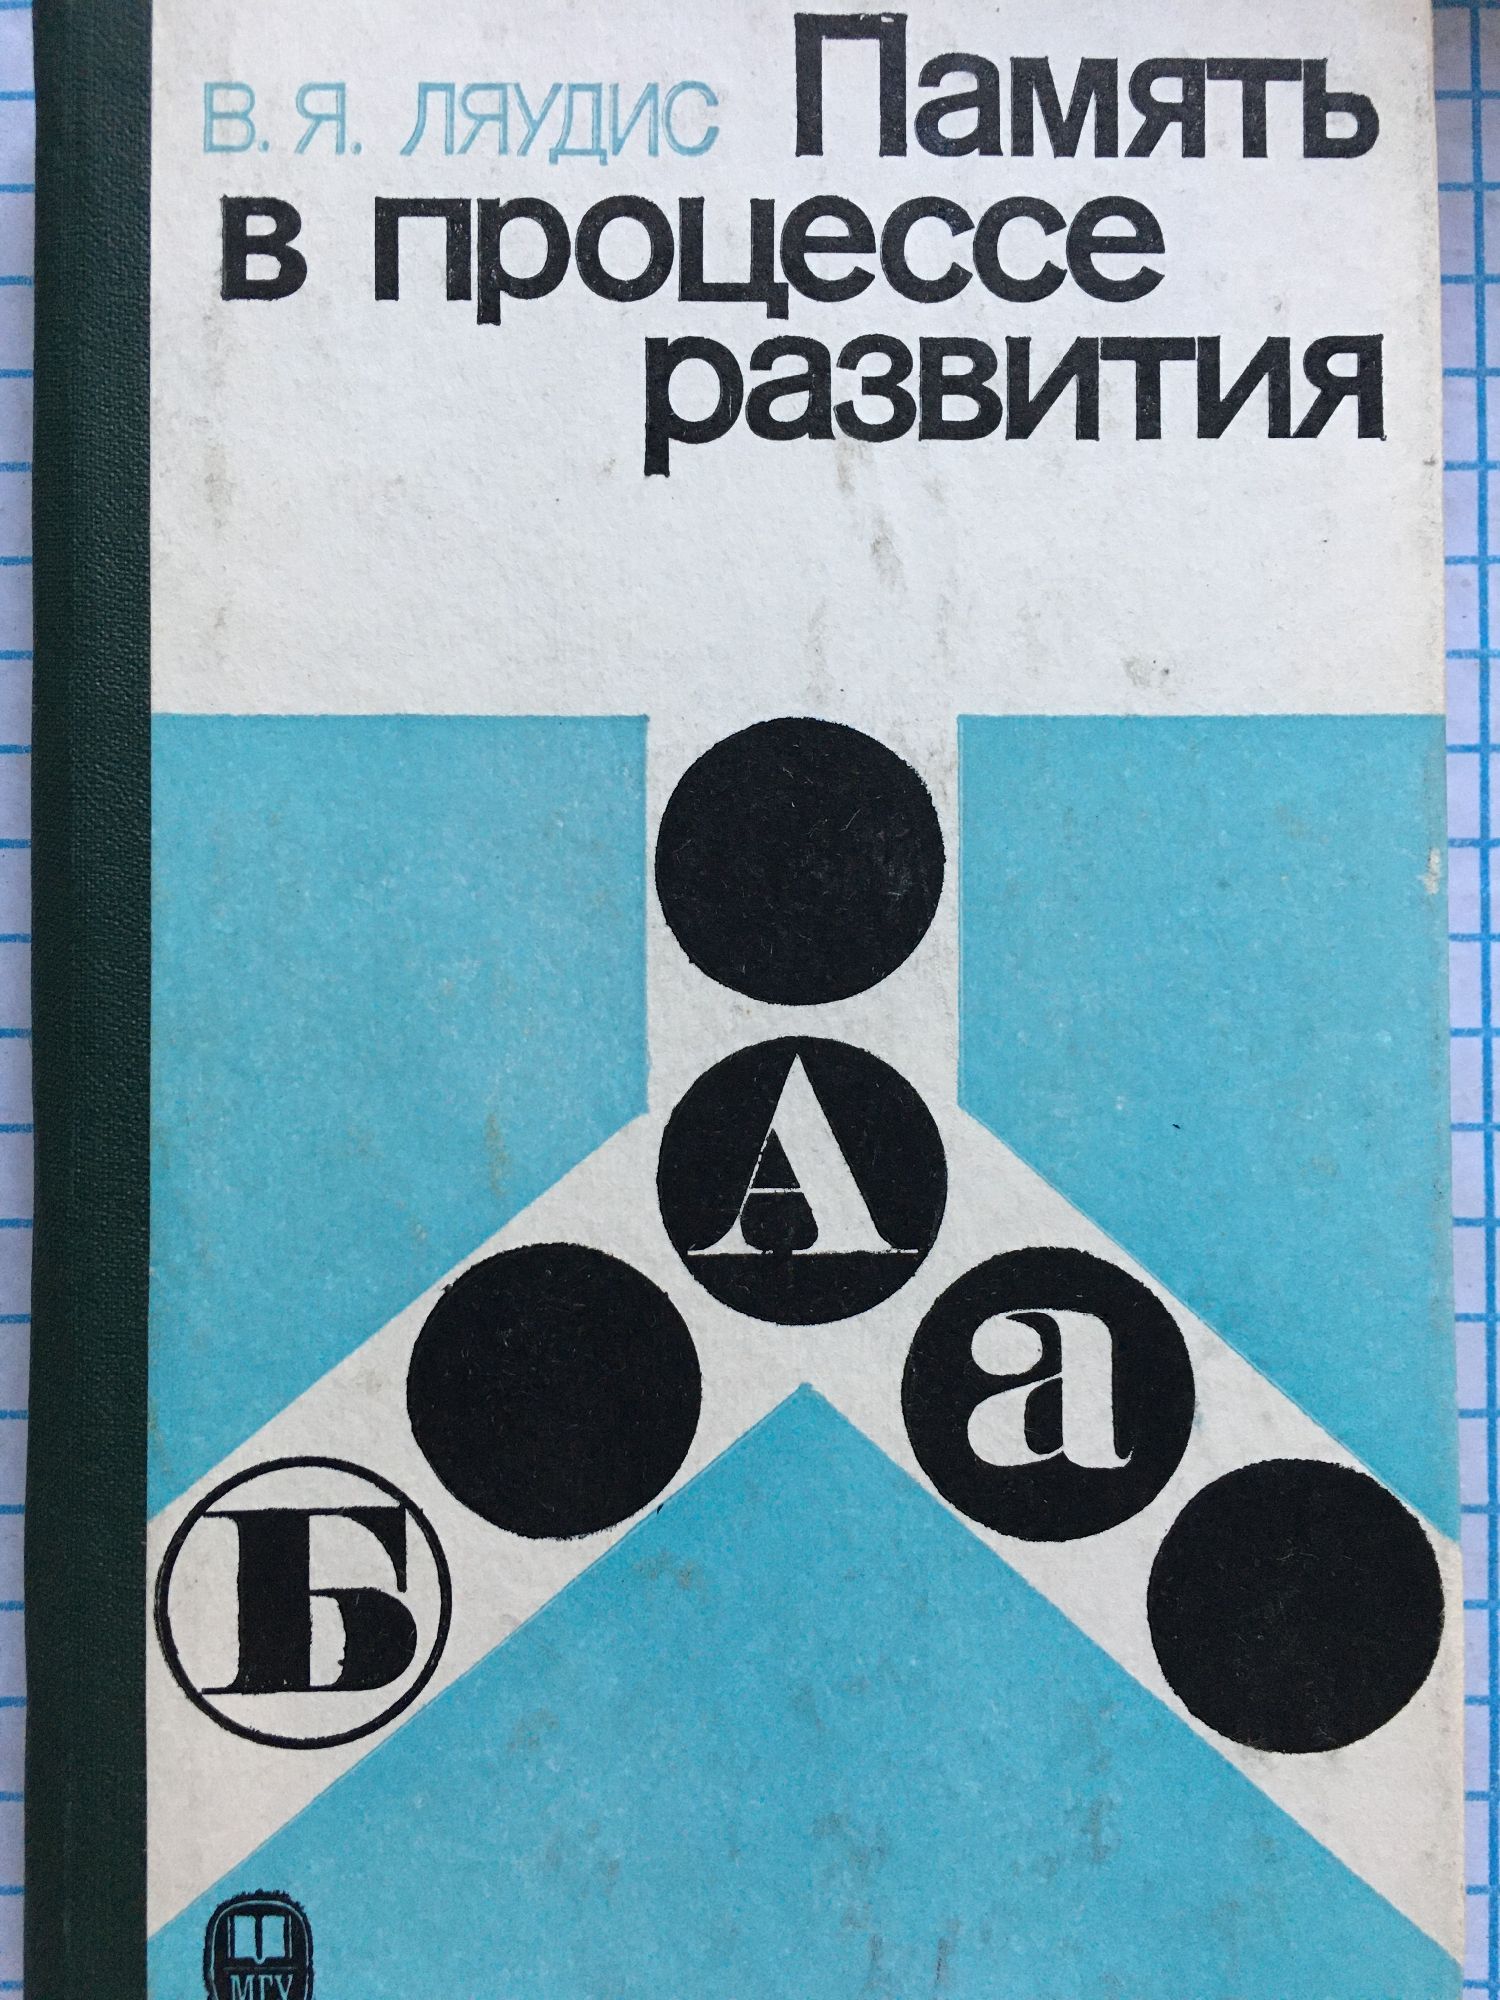 В. Я. ЛЯУДИС Память
в процессе
развития
А
а
Б
МГУ